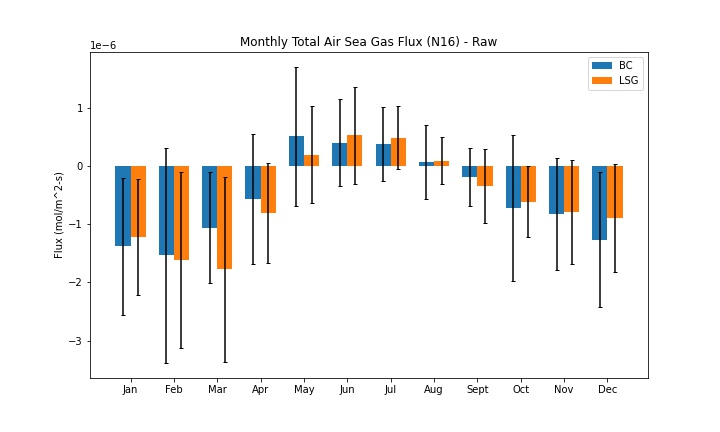 Monthly Total Air Sea Gas Flux (N16) - Raw
1e−6
BC
LSG
1
0
−1
−2
−3
Flux (mol/m^2-s)
Jan Feb Mar Apr May Jun Jul Aug Sept Oct Nov Dec